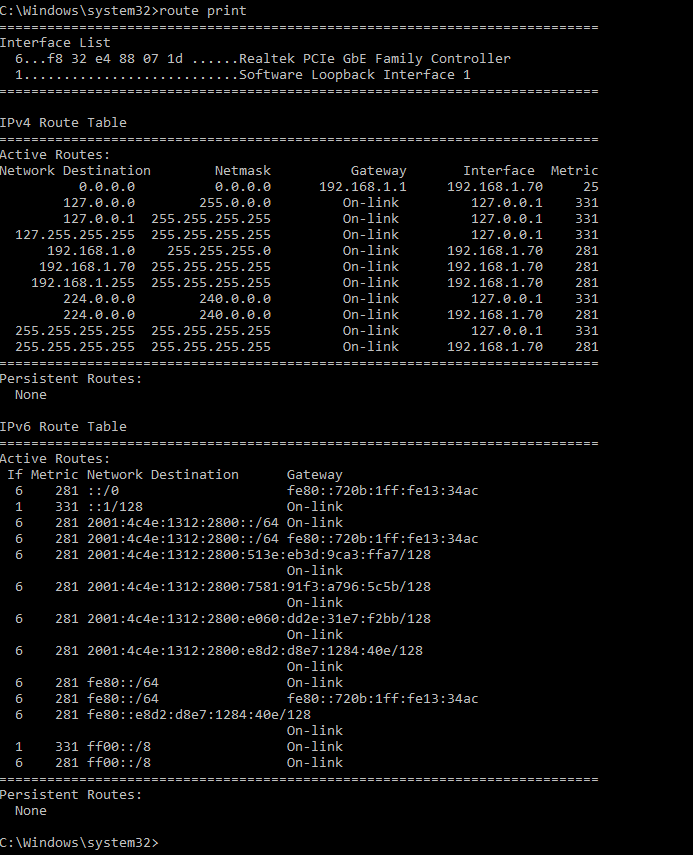 C:\Windows\system32>route print
===========================================================================
Interface List
  6...f8 32 e4 88 07 1d ......Realtek PCIe GbE Family Controller
  1...........................Software Loopback Interface 1
===========================================================================

IPv4 Route Table
===========================================================================
Active Routes:
Network Destination        Netmask          Gateway       Interface  Metric
          0.0.0.0          0.0.0.0      192.168.1.1     192.168.1.70     25
        127.0.0.0        255.0.0.0         On-link         127.0.0.1    331
        127.0.0.1  255.255.255.255         On-link         127.0.0.1    331
  127.255.255.255  255.255.255.255         On-link         127.0.0.1    331
      192.168.1.0    255.255.255.0         On-link      192.168.1.70    281
     192.168.1.70  255.255.255.255         On-link      192.168.1.70    281
    192.168.1.255  255.255.255.255         On-link      192.168.1.70    281
        224.0.0.0        240.0.0.0         On-link         127.0.0.1    331
        224.0.0.0        240.0.0.0         On-link      192.168.1.70    281
  255.255.255.255  255.255.255.255         On-link         127.0.0.1    331
  255.255.255.255  255.255.255.255         On-link      192.168.1.70    281
===========================================================================
Persistent Routes:
  None

IPv6 Route Table
===========================================================================
Active Routes:
 If Metric Network Destination      Gateway
  6    281 ::/0                     fe80::720b:1ff:fe13:34ac
  1    331 ::1/128                  On-link
  6    281 2001:4c4e:1312:2800::/64 On-link
  6    281 2001:4c4e:1312:2800::/64 fe80::720b:1ff:fe13:34ac
  6    281 2001:4c4e:1312:2800:513e:eb3d:9ca3:ffa7/128
                                    On-link
  6    281 2001:4c4e:1312:2800:7581:91f3:a796:5c5b/128
                                    On-link
  6    281 2001:4c4e:1312:2800:e060:dd2e:31e7:f2bb/128
                                    On-link
  6    281 2001:4c4e:1312:2800:e8d2:d8e7:1284:40e/128
                                    On-link
  6    281 fe80::/64                On-link
  6    281 fe80::/64                fe80::720b:1ff:fe13:34ac
  6    281 fe80::e8d2:d8e7:1284:40e/128
                                    On-link
  1    331 ff00::/8                 On-link
  6    281 ff00::/8                 On-link
===========================================================================
Persistent Routes:
  None

C:\Windows\system32>